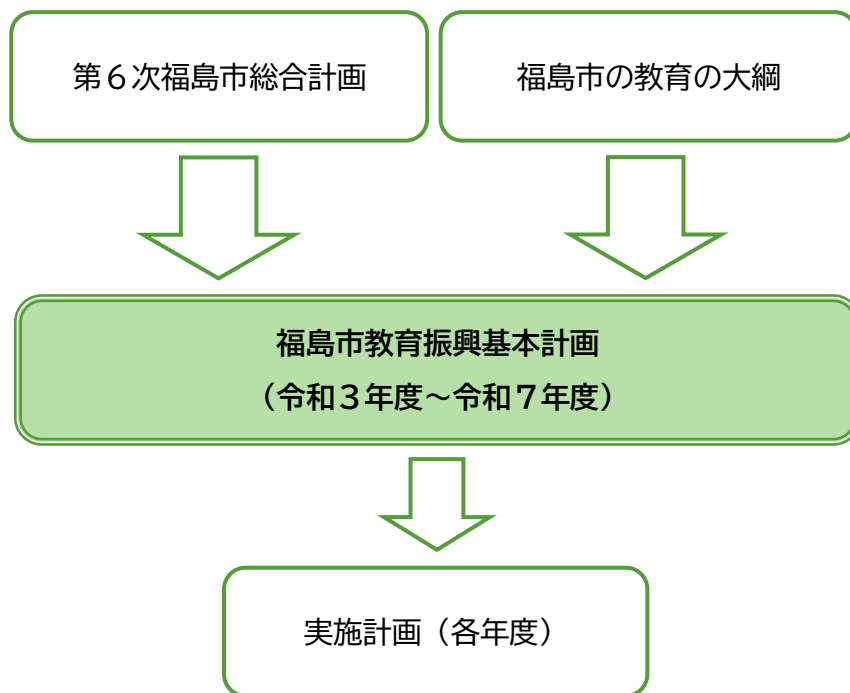 第６次福島市総合計画
福島市の教育の大綱
福島市教育振興基本計画
（令和３年度～令和７年度）
実施計画（各年度）